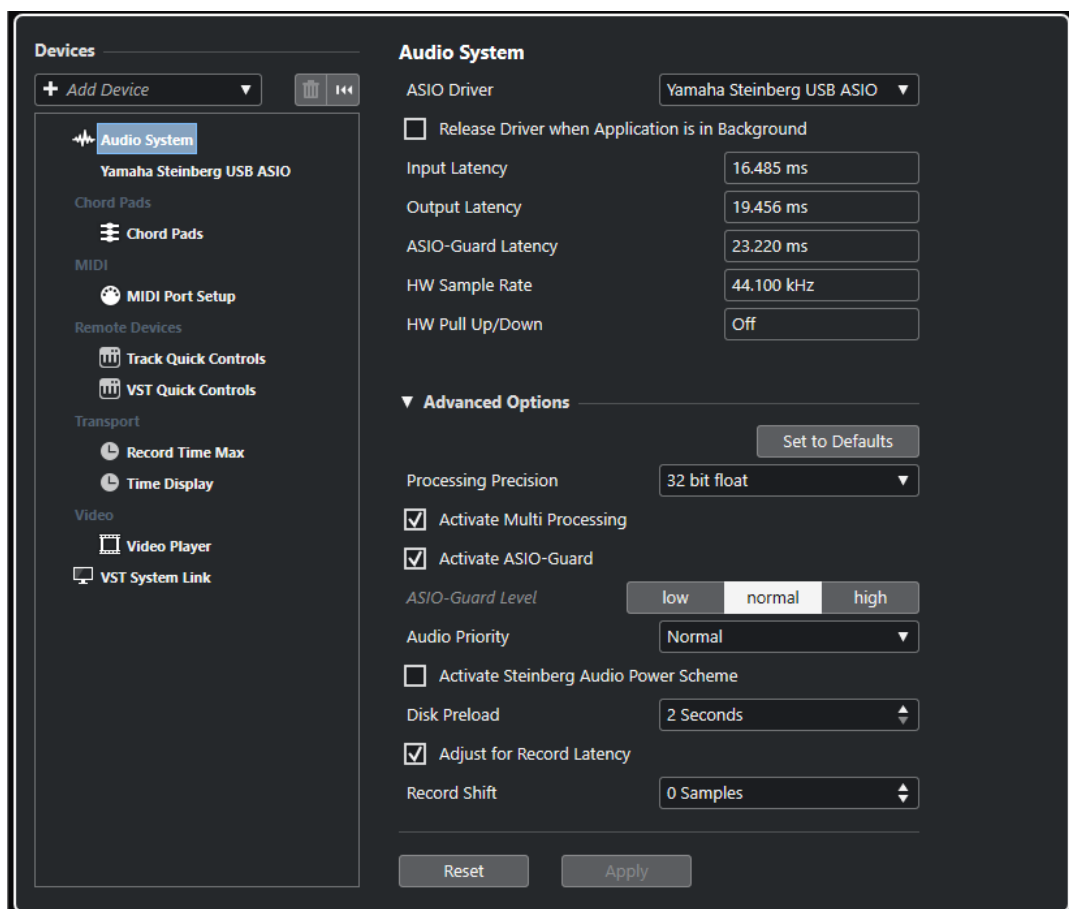 Devices
Add Device
Audio System
Yamaha Steinberg USB ASIO
Chord Pads
Chord Pads
MIDI
MIDI Port Setup
Remote Devices
Track Quick Controls
VST Quick Controls
Transport
Record Time Max
Time Display
Video
Video Player
VST System Link
Audio System
ASIO Driver Yamaha Steinberg USB ASIO
Release Driver when Application is in Background
Input Latency 16.485 ms
Output Latency 19.456 ms
ASIO-Guard Latency 23.220 ms
HW Sample Rate 44.100 kHz
HW Pull Up/Down Off
Advanced Options
Set to Defaults
Processing Precision 32 bit float
Activate Multi Processing
Activate ASIO-Guard
ASIO-Guard Level low normal high
Audio Priority Normal
Activate Steinberg Audio Power Scheme
Disk Preload 2 Seconds
Adjust for Record Latency
Record Shift 0 Samples
Reset Apply